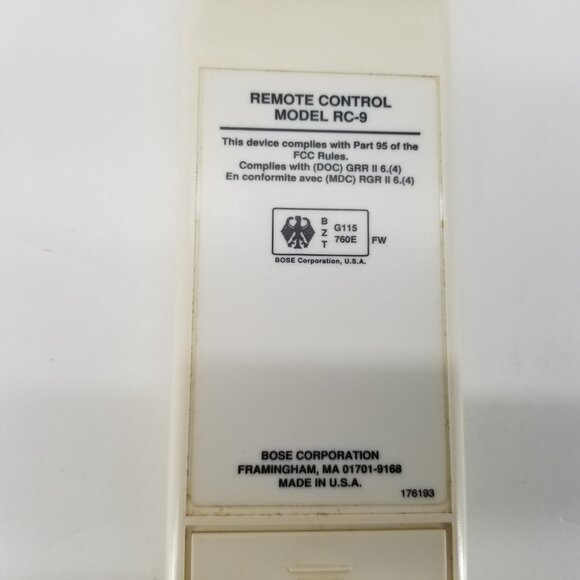 REMOTE CONTROL
MODEL RC-9
This device complies with Part 95 of the
FCC Rules.
Complies with (DOC) GRR II 6.(4)
En conformite avec (MDC) RGR II 6.(4)
B
Z
T
G115
760E
FW
BOSE Corporation, U.S.A.
BOSE CORPORATION
FRAMINGHAM, MA 01701-9168
MADE IN U.S.A.
176193